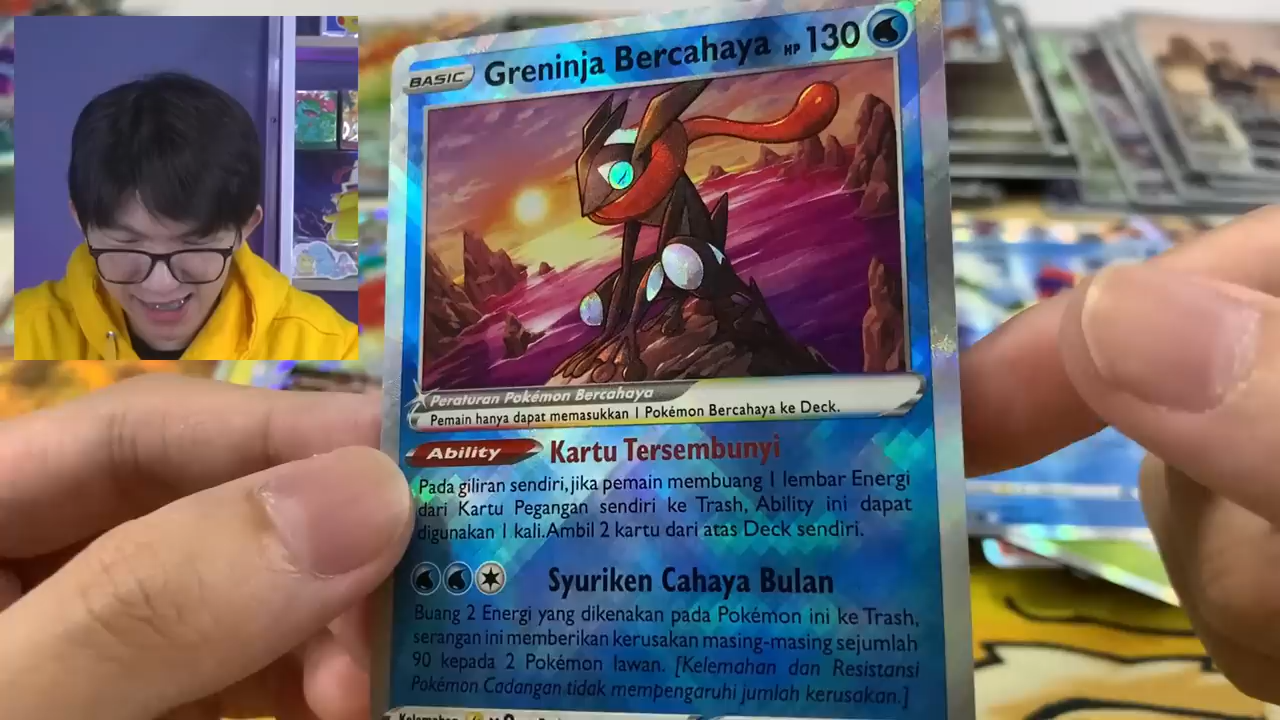 BASIC Greninja Bercahaya HP 130
Peraturan Pokémon Bercahaya
Pemain hanya dapat memasukkan 1 Pokémon Bercahaya ke Deck.
Ability Kartu Tersembunyi
Pada giliran sendiri, jika pemain membuang 1 lembar Energi
dari Kartu Pegangan sendiri ke Trash, Ability ini dapat
digunakan 1 kali. Ambil 2 kartu dari atas Deck sendiri.
Syuriken Cahaya Bulan
Buang 2 Energi yang dikenakan pada Pokémon ini ke Trash,
serangan ini memberikan kerusakan masing-masing sejumlah
90 kepada 2 Pokémon lawan. [Kelemahan dan Resistansi
Pokémon Cadangan tidak mempengaruhi jumlah kerusakan.]
Kelemahan